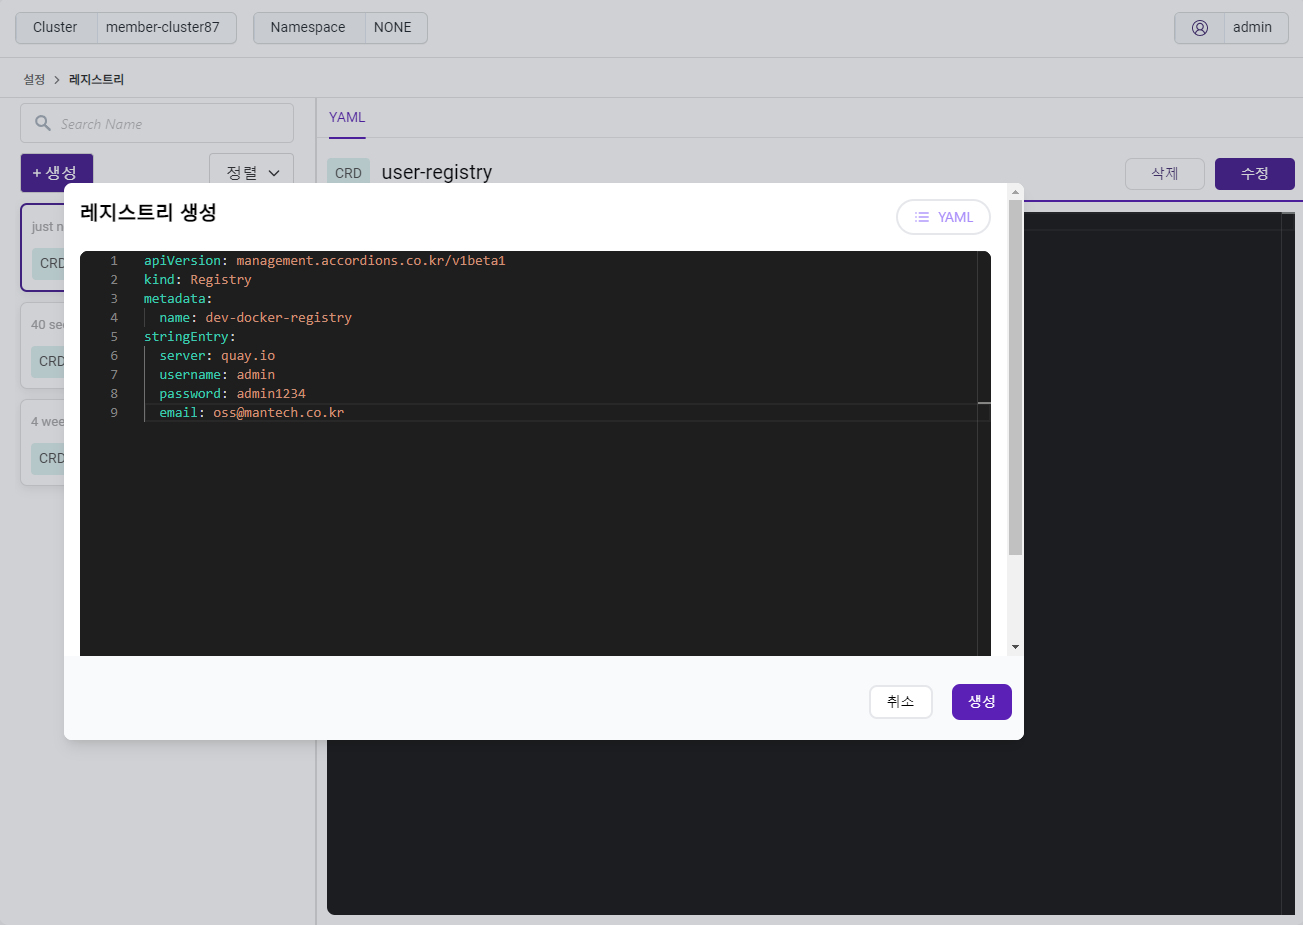 Cluster member-cluster87 Namespace NONE admin
설정 > 레지스트리
Search Name
YAML
+ 생성 정렬
CRD user-registry 삭제 수정
just n
CRD
40 sec
CRD
4 wee
CRD
레지스트리 생성
YAML
1 apiVersion: management.accordions.co.kr/v1beta1
2 kind: Registry
3 metadata:
4 name: dev-docker-registry
5 stringEntry:
6 server: quay.io
7 username: admin
8 password: admin1234
9 email: oss@mantech.co.kr
취소 생성